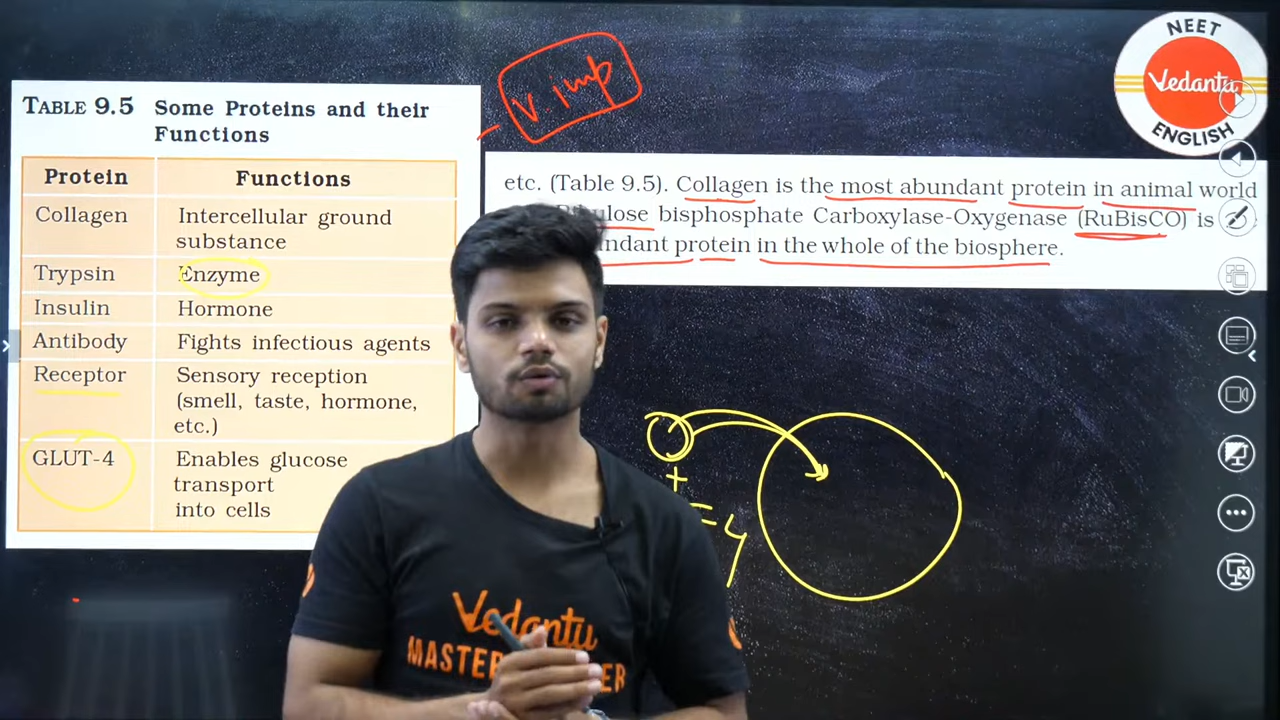 TABLE 9.5 Some Proteins and their
Functions
Protein Functions
Collagen Intercellular ground
substance
Trypsin Enzyme
Insulin Hormone
Antibody Fights infectious agents
Receptor Sensory reception
(smell, taste, hormone,
etc.)
GLUT-4 Enables glucose
transport
into cells
V. imp
etc. (Table 9.5). Collagen is the most abundant protein in animal world
bisphosphate Carboxylase-Oxygenase (RuBisCO) is
protein in the whole of the biosphere.
NEET
Vedantu
ENGLISH
+
= 4
Vedantu